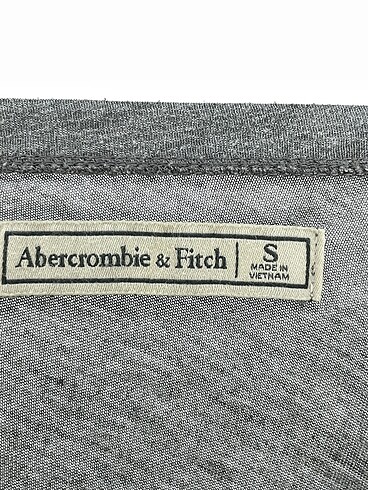 Abercrombie & Fitch
S
MADE IN
VIETNAM